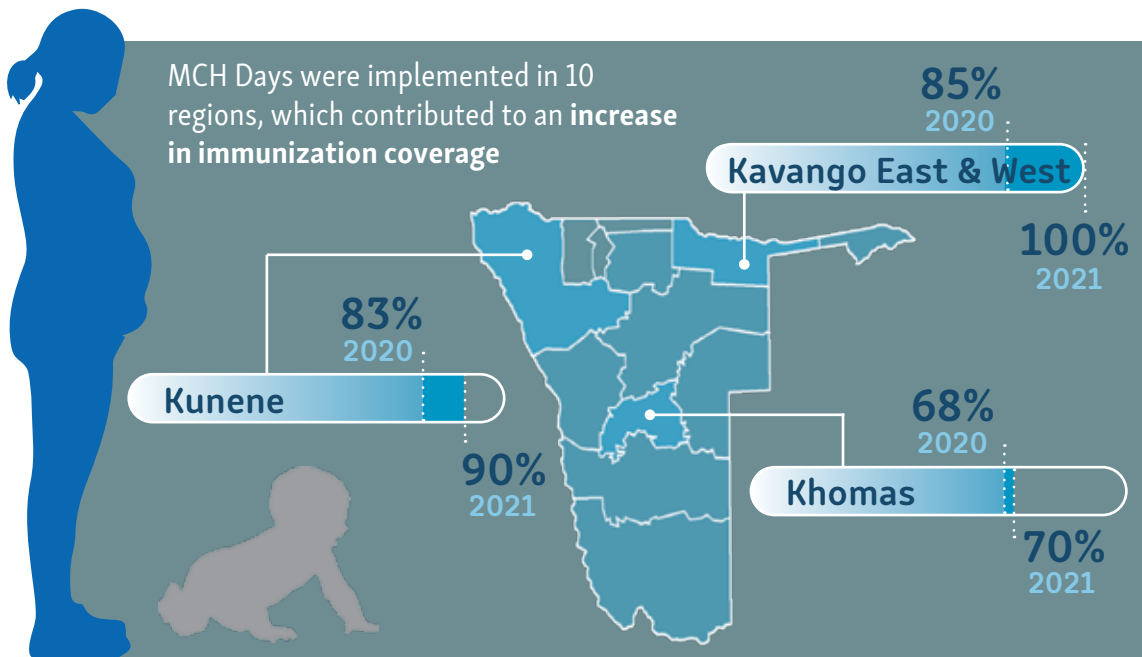 MCH Days were implemented in 10
regions, which contributed to an increase
in immunization coverage
85%
2020
Kavango East & West
100%
2021
83%
2020
Kunene
90%
2021
68%
2020
Khomas
70%
2021